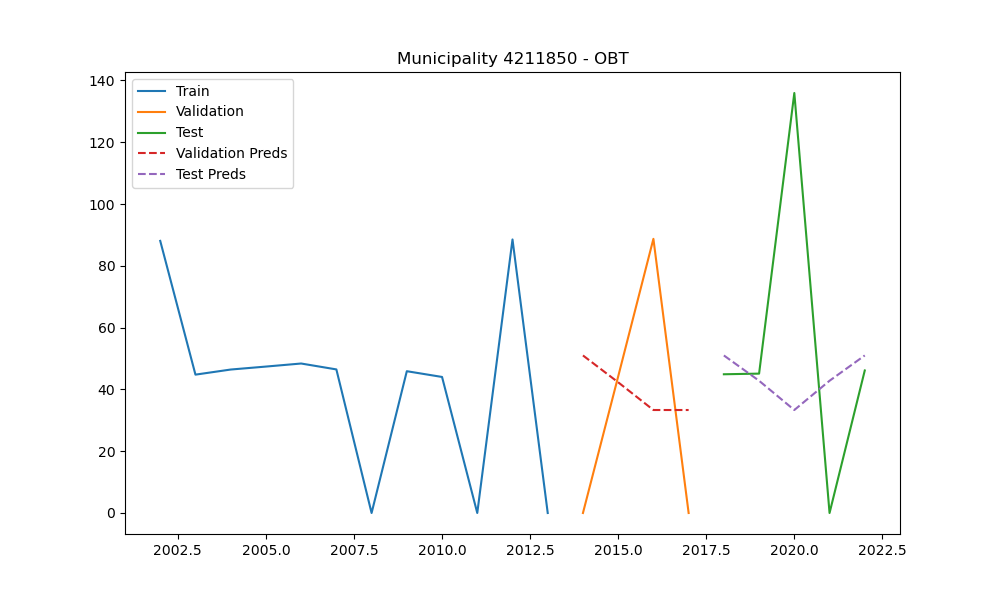 Municipality 4211850 - OBT
Train
Validation
Test
Validation Preds
Test Preds
140
120
100
80
60
40
20
0
2002.5 2005.0 2007.5 2010.0 2012.5 2015.0 2017.5 2020.0 2022.5